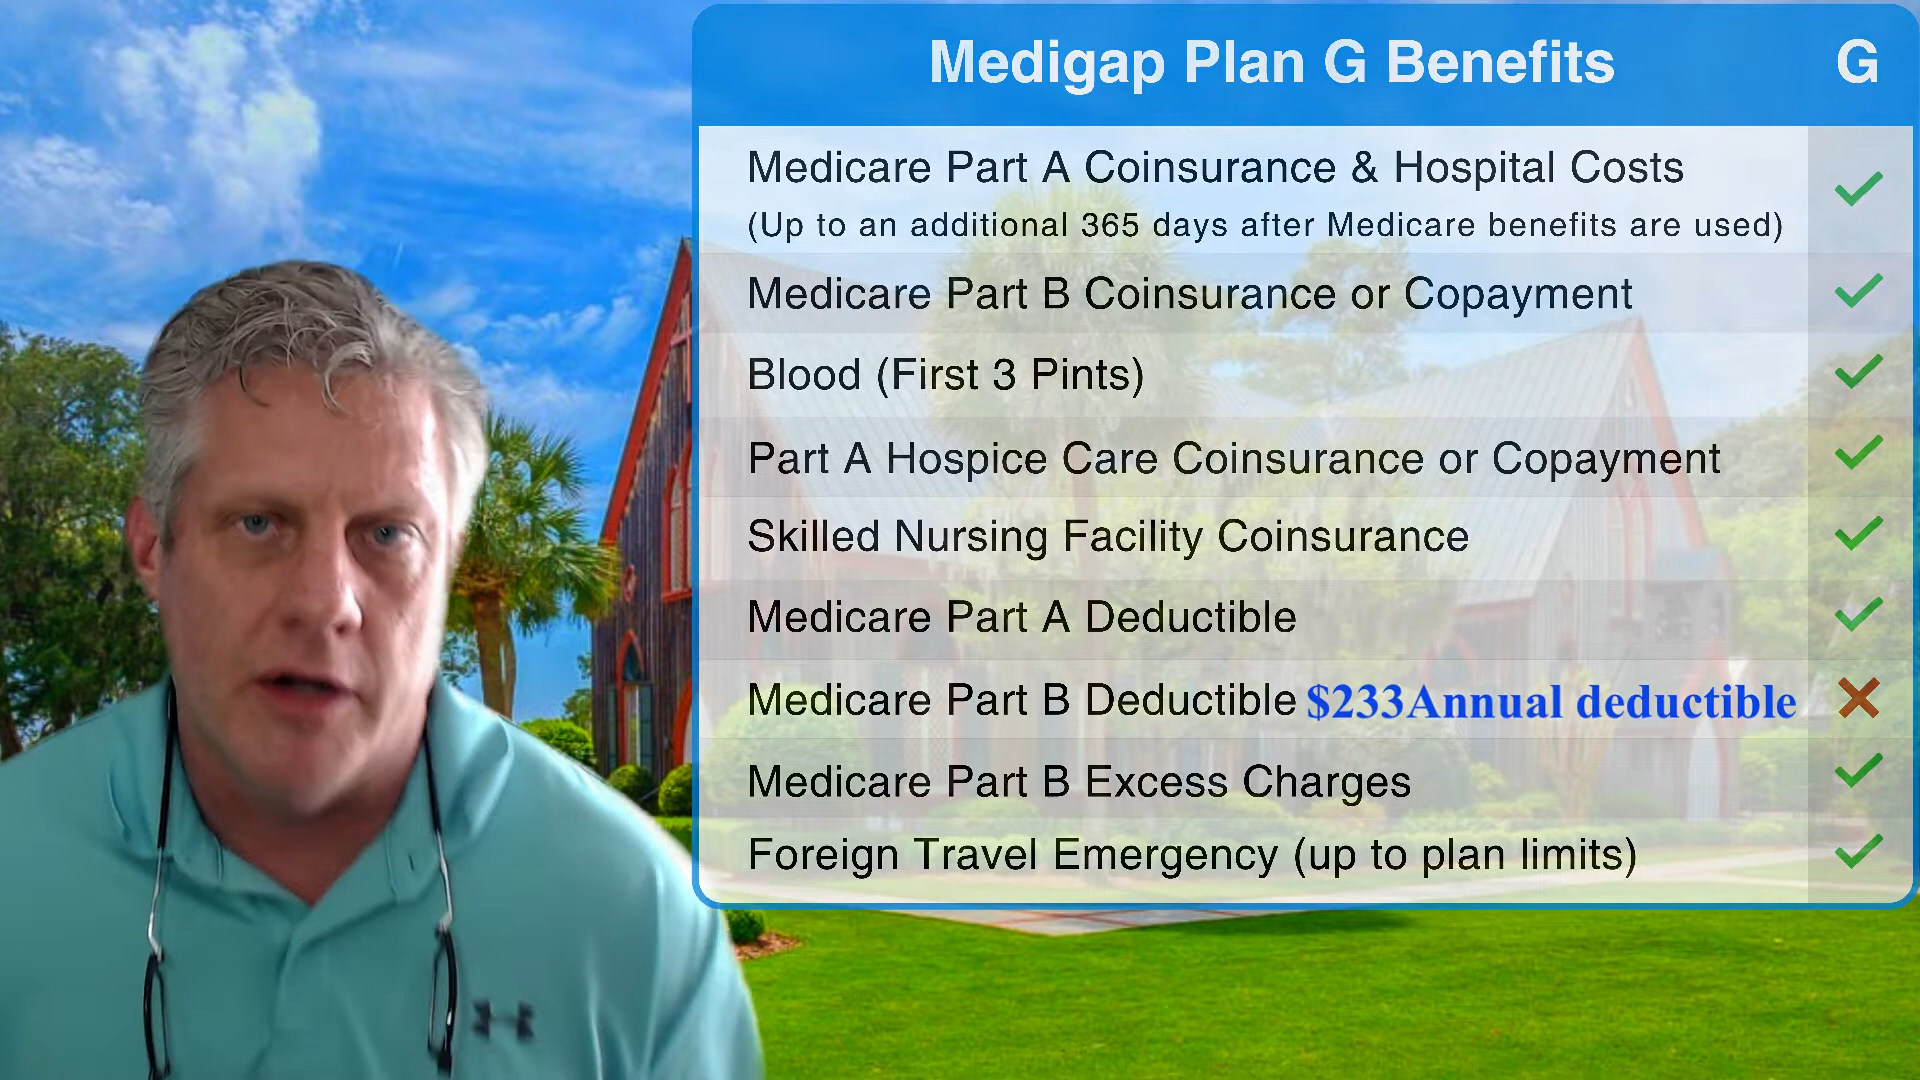 Medigap Plan G Benefits G
Medicare Part A Coinsurance & Hospital Costs
(Up to an additional 365 days after Medicare benefits are used)
Medicare Part B Coinsurance or Copayment
Blood (First 3 Pints)
Part A Hospice Care Coinsurance or Copayment
Skilled Nursing Facility Coinsurance
Medicare Part A Deductible
Medicare Part B Deductible $233Annual deductible
Medicare Part B Excess Charges
Foreign Travel Emergency (up to plan limits)